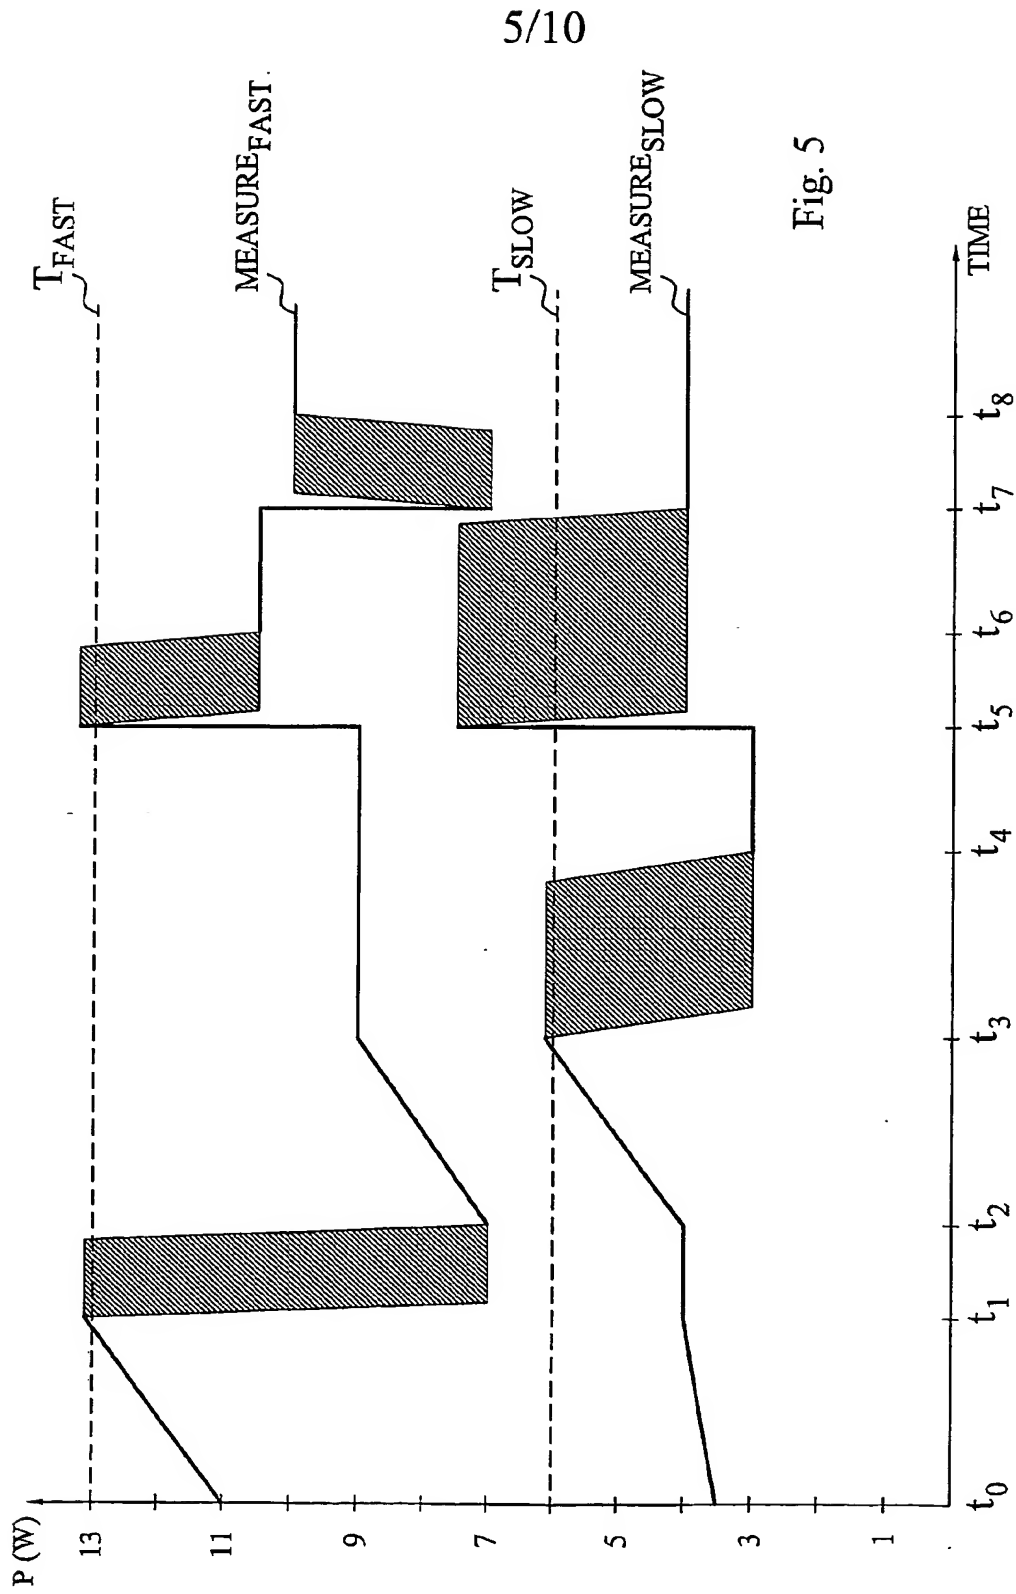 5/10
P (W)
13
11
9
7
5
3
1
T_FAST
MEASURE_FAST
T_SLOW
MEASURE_SLOW
t_0
t_1
t_2
t_3
t_4
t_5
t_6
t_7
t_8
TIME
Fig. 5